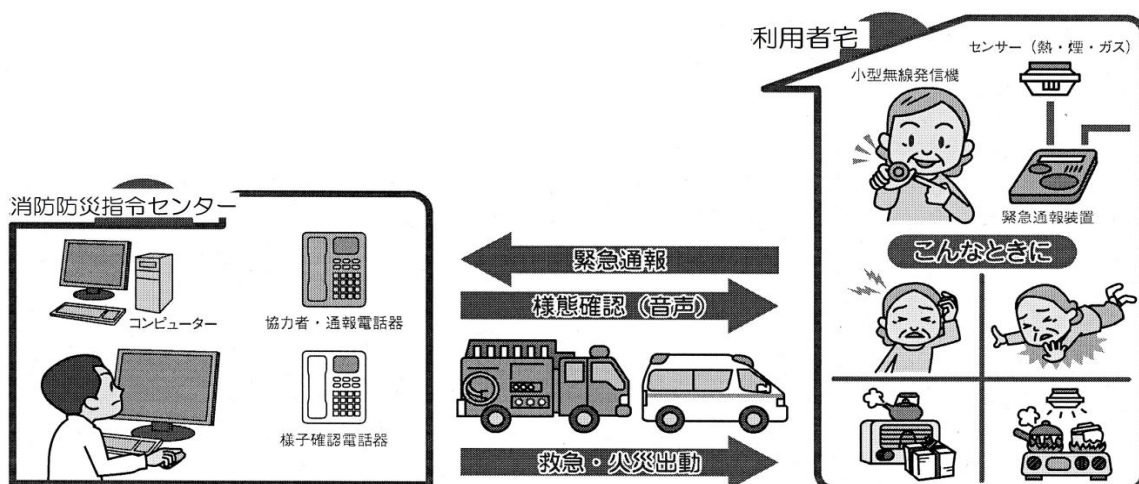 利用者宅
センサー（熱・煙・ガス）
小型無線発信機
緊急通報装置
こんなときに
消防防災指令センター
コンピューター
協力者・通報電話器
様子確認電話器
緊急通報
様態確認（音声）
救急・火災出動